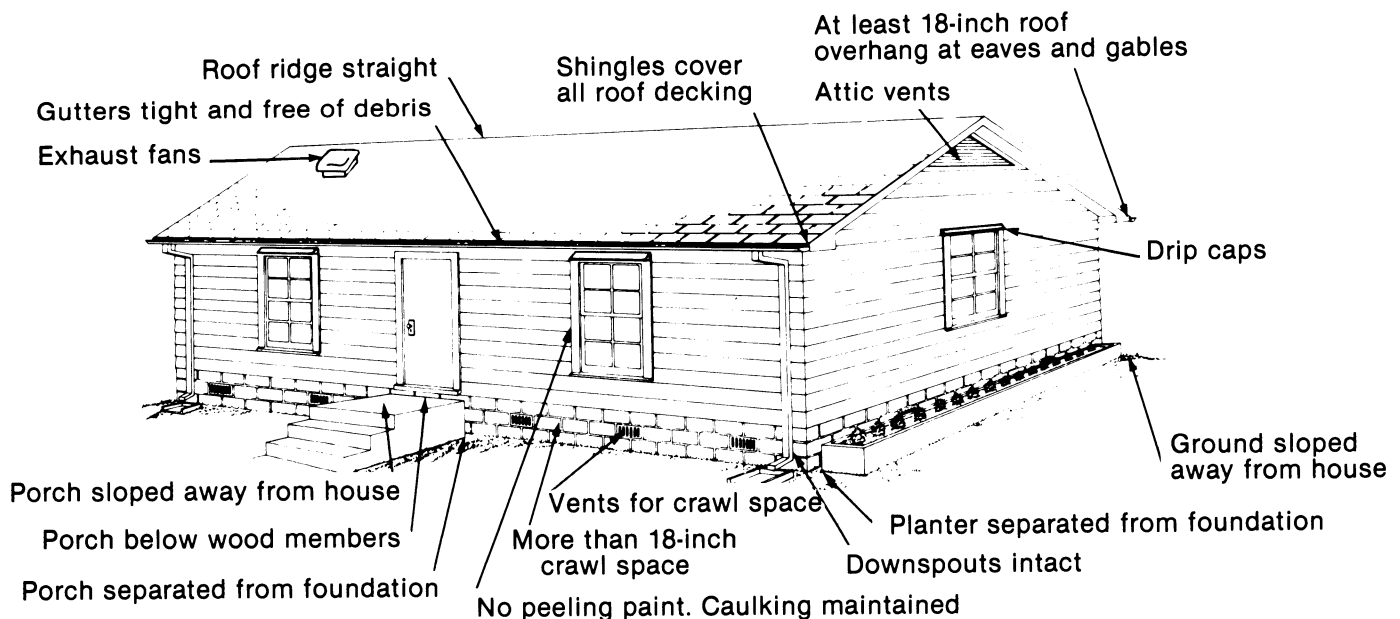 At least 18-inch roof
overhang at eaves and gables
Roof ridge straight
Shingles cover
all roof decking
Attic vents
Gutters tight and free of debris
Exhaust fans
Drip caps
Ground sloped
away from house
Porch sloped away from house
Vents for crawl space
Planter separated from foundation
Porch below wood members
More than 18-inch
crawl space
Downspouts intact
Porch separated from foundation
No peeling paint. Caulking maintained